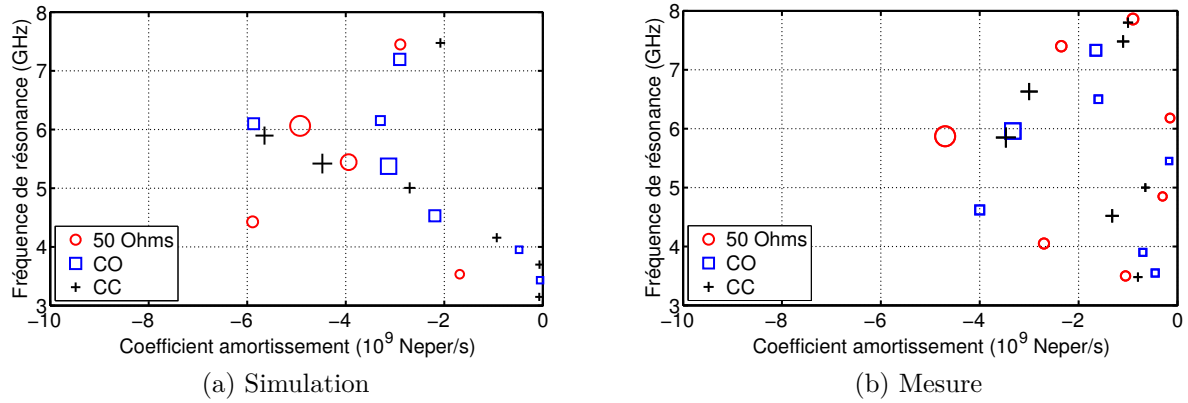 8
7
6
5
4
3
Fréquence de résonance (GHz)
50 Ohms
CO
CC
−10
−8
−6
−4
−2
0
Coefficient amortissement (10⁹ Neper/s)
(a) Simulation
8
7
6
5
4
3
Fréquence de résonance (GHz)
50 Ohms
CO
CC
−10
−8
−6
−4
−2
0
Coefficient amortissement (10⁹ Neper/s)
(b) Mesure